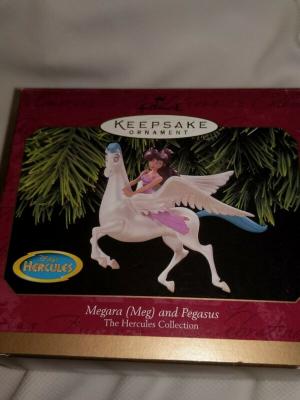 Hallmark
KEEPSAKE
ORNAMENT
Disney's
HERCULES
Megara (Meg) and Pegasus
The Hercules Collection